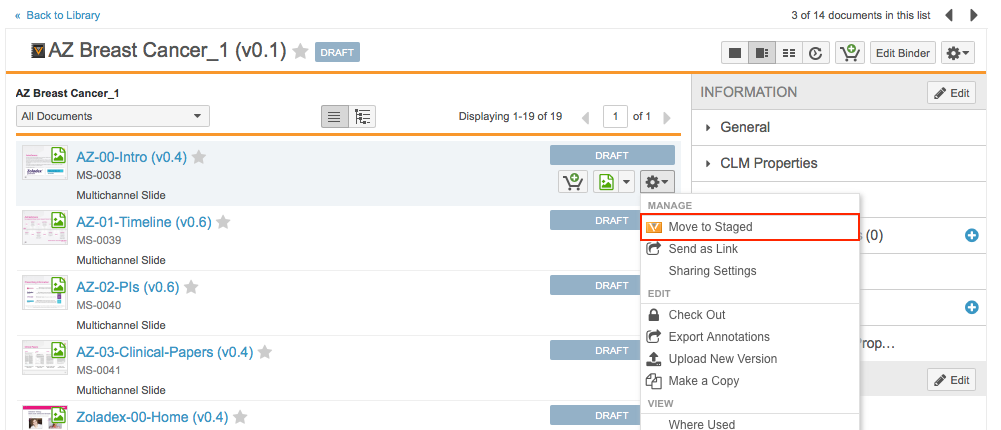 « Back to Library
3 of 14 documents in this list
AZ Breast Cancer_1 (v0.1)
DRAFT
Edit Binder
AZ Breast Cancer_1
All Documents
Displaying 1-19 of 19
1
of 1
AZ-00-Intro (v0.4)
MS-0038
Multichannel Slide
DRAFT
AZ-01-Timeline (v0.6)
MS-0039
Multichannel Slide
DRAFT
AZ-02-PIs (v0.6)
MS-0040
Multichannel Slide
DRAFT
AZ-03-Clinical-Papers (v0.4)
MS-0041
Multichannel Slide
DRAFT
Zoladex-00-Home (v0.4)
DRAFT
MANAGE
Move to Staged
Send as Link
Sharing Settings
EDIT
Check Out
Export Annotations
Upload New Version
Make a Copy
VIEW
Where Used
INFORMATION
Edit
General
CLM Properties
s (0)
Prop...
Edit
Zoladex